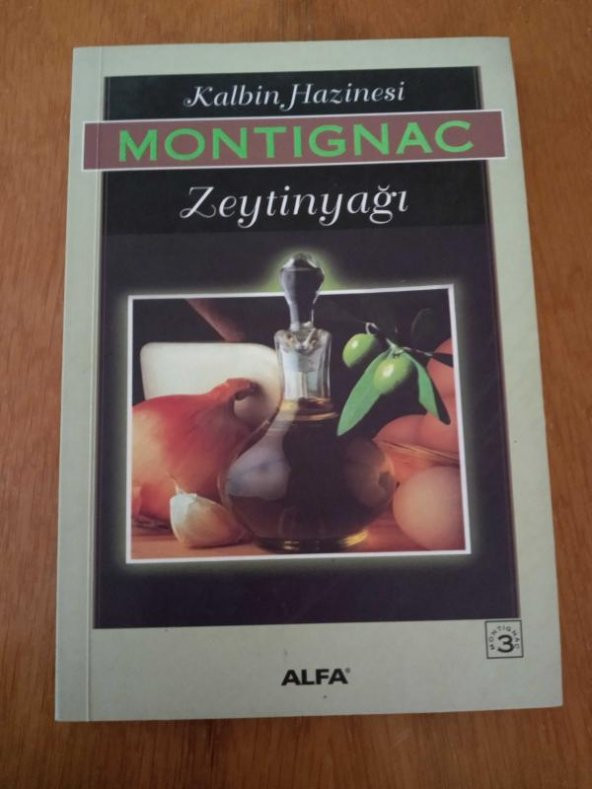 Kalbin Hazinesi
MONTIGNAC
Zeytinyağı
MONTIGNAC
3
ALFA®